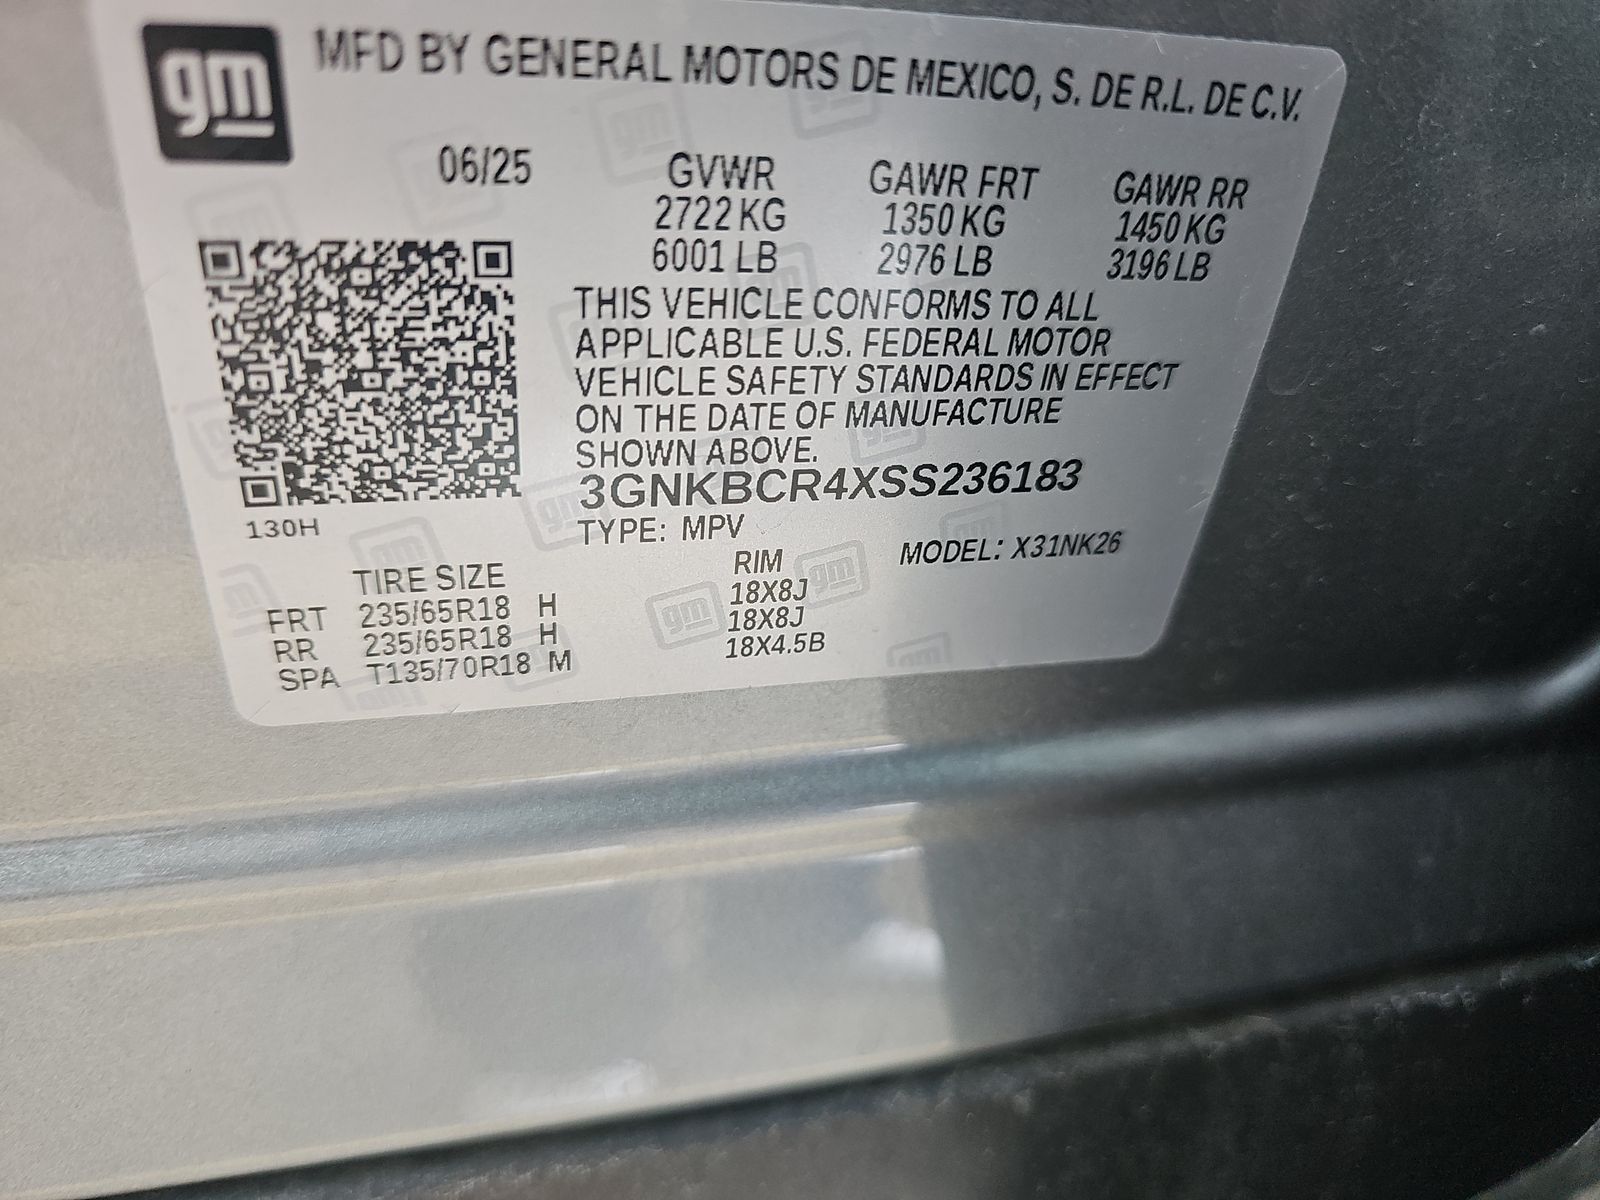 gm MFD BY GENERAL MOTORS DE MEXICO, S. DE R.L. DE C.V.
06/25 GVWR GAWR FRT GAWR RR
2722 KG 1350 KG 1450 KG
6001 LB 2976 LB 3196 LB
THIS VEHICLE CONFORMS TO ALL
APPLICABLE U.S. FEDERAL MOTOR
VEHICLE SAFETY STANDARDS IN EFFECT
ON THE DATE OF MANUFACTURE
SHOWN ABOVE.
3GNKBCR4XSS236183
130H TYPE: MPV MODEL: X31NK26
TIRE SIZE RIM
FRT 235/65R18 H 18X8J
RR 235/65R18 H 18X8J
SPA T135/70R18 M 18X4.5B